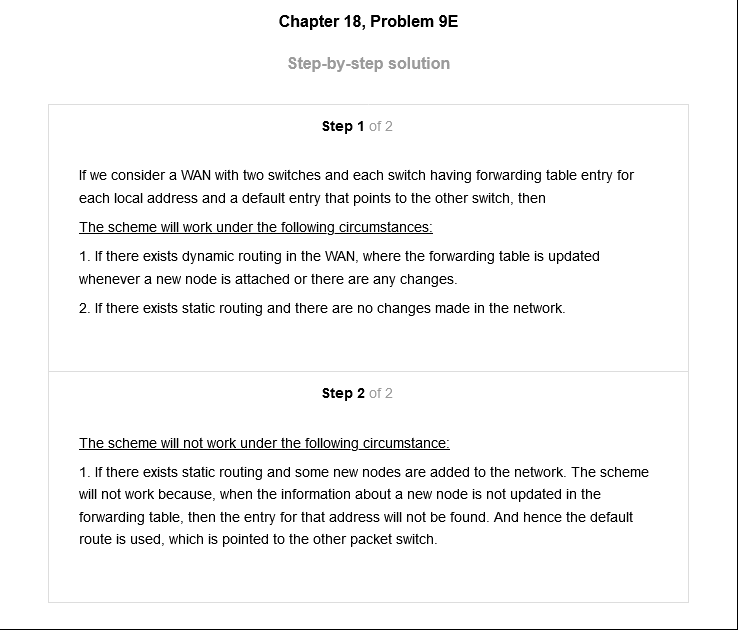 Chapter 18, Problem 9E
Step-by-step solution
Step 1 of 2
If we consider a WAN with two switches and each switch having forwarding table entry for
each local address and a default entry that points to the other switch, then
The scheme will work under the following circumstances:
1. If there exists dynamic routing in the WAN, where the forwarding table is updated
whenever a new node is attached or there are any changes.
2. If there exists static routing and there are no changes made in the network.
Step 2 of 2
The scheme will not work under the following circumstance:
1. If there exists static routing and some new nodes are added to the network. The scheme
will not work because, when the information about a new node is not updated in the
forwarding table, then the entry for that address will not be found. And hence the default
route is used, which is pointed to the other packet switch.